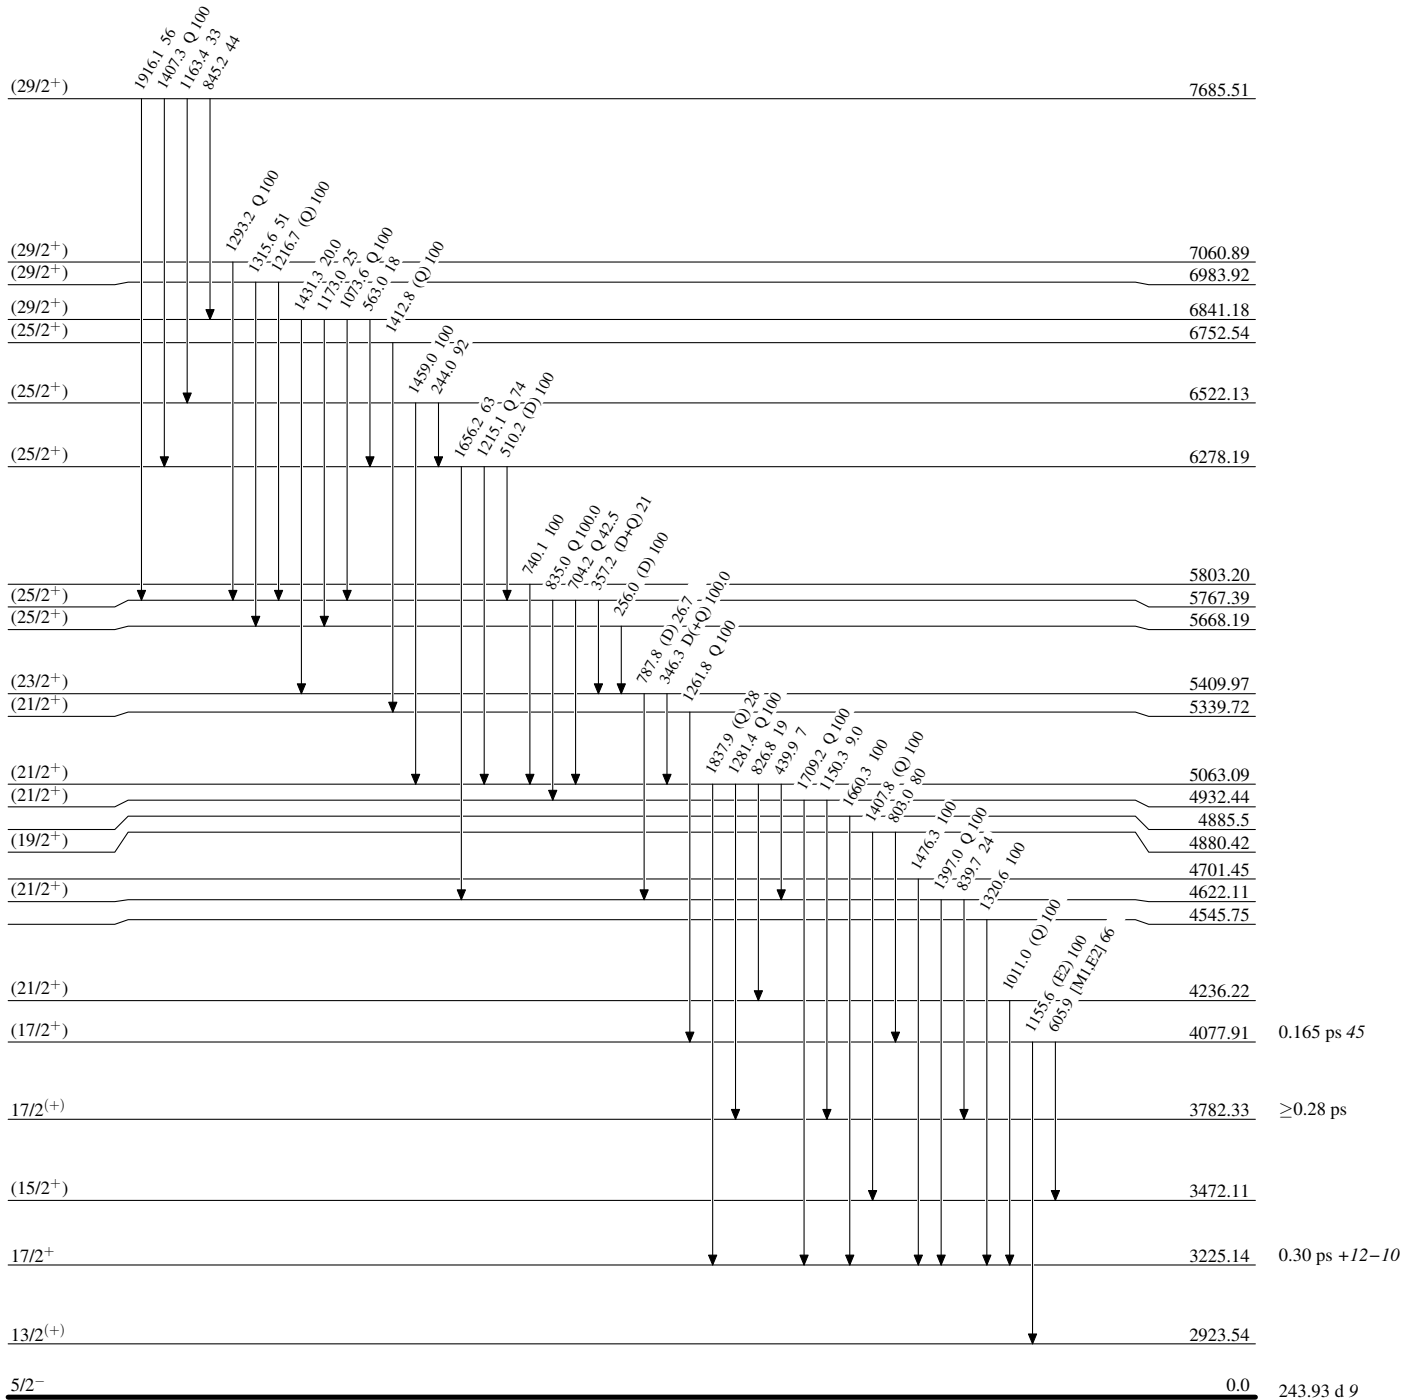 1916.1 56
1407.3 Q 100
1163.4 33
845.2 44
(29/2+) 7685.51
1293.2 Q 100
1315.6 51
1216.7 (Q) 100
(29/2+) 7060.89
(29/2+) 6983.92
1431.3 20.0
1173.0 25
1073.6 Q 100
563.0 18
(29/2+) 6841.18
1412.8 (Q) 100
(25/2+) 6752.54
1459.0 100
244.0 92
(25/2+) 6522.13
1656.2 63
1215.1 Q 74
510.2 (D) 100
(25/2+) 6278.19
740.1 100
835.0 Q 100.0
704.2 Q 42.5
357.2 (D+Q) 21
256.0 (D) 100
5803.20
(25/2+) 5767.39
(25/2+) 5668.19
787.8 (D) 26.7
346.3 D(+Q) 100.0
1261.8 Q 100
(23/2+) 5409.97
(21/2+) 5339.72
1837.9 (Q) 28
1281.4 Q 100
826.8 19
439.9 7
1709.2 Q 100
1150.3 9.0
1660.3 100
1407.8 (Q) 100
803.0 80
(21/2+) 5063.09
(21/2+) 4932.44
4885.5
(19/2+) 4880.42
1476.3 100
1397.0 Q 100
839.7 24
1320.6 100
4701.45
(21/2+) 4622.11
4545.75
1011.0 (Q) 100
1155.6 (E2) 100
605.9 [M1,E2] 66
(21/2+) 4236.22
(17/2+) 4077.91 0.165 ps 45
17/2(+) 3782.33 ≥0.28 ps
(15/2+) 3472.11
17/2+ 3225.14 0.30 ps +12−10
13/2(+) 2923.54
5/2− 0.0 243.93 d 9